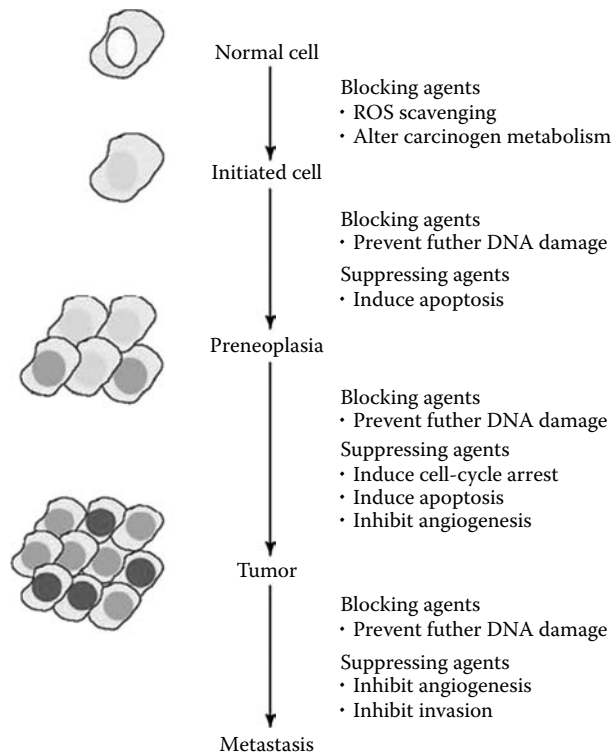 Normal cell
Blocking agents
• ROS scavenging
• Alter carcinogen metabolism
Initiated cell
Blocking agents
• Prevent futher DNA damage
Suppressing agents
• Induce apoptosis
Preneoplasia
Blocking agents
• Prevent futher DNA damage
Suppressing agents
• Induce cell-cycle arrest
• Induce apoptosis
• Inhibit angiogenesis
Tumor
Blocking agents
• Prevent futher DNA damage
Suppressing agents
• Inhibit angiogenesis
• Inhibit invasion
Metastasis